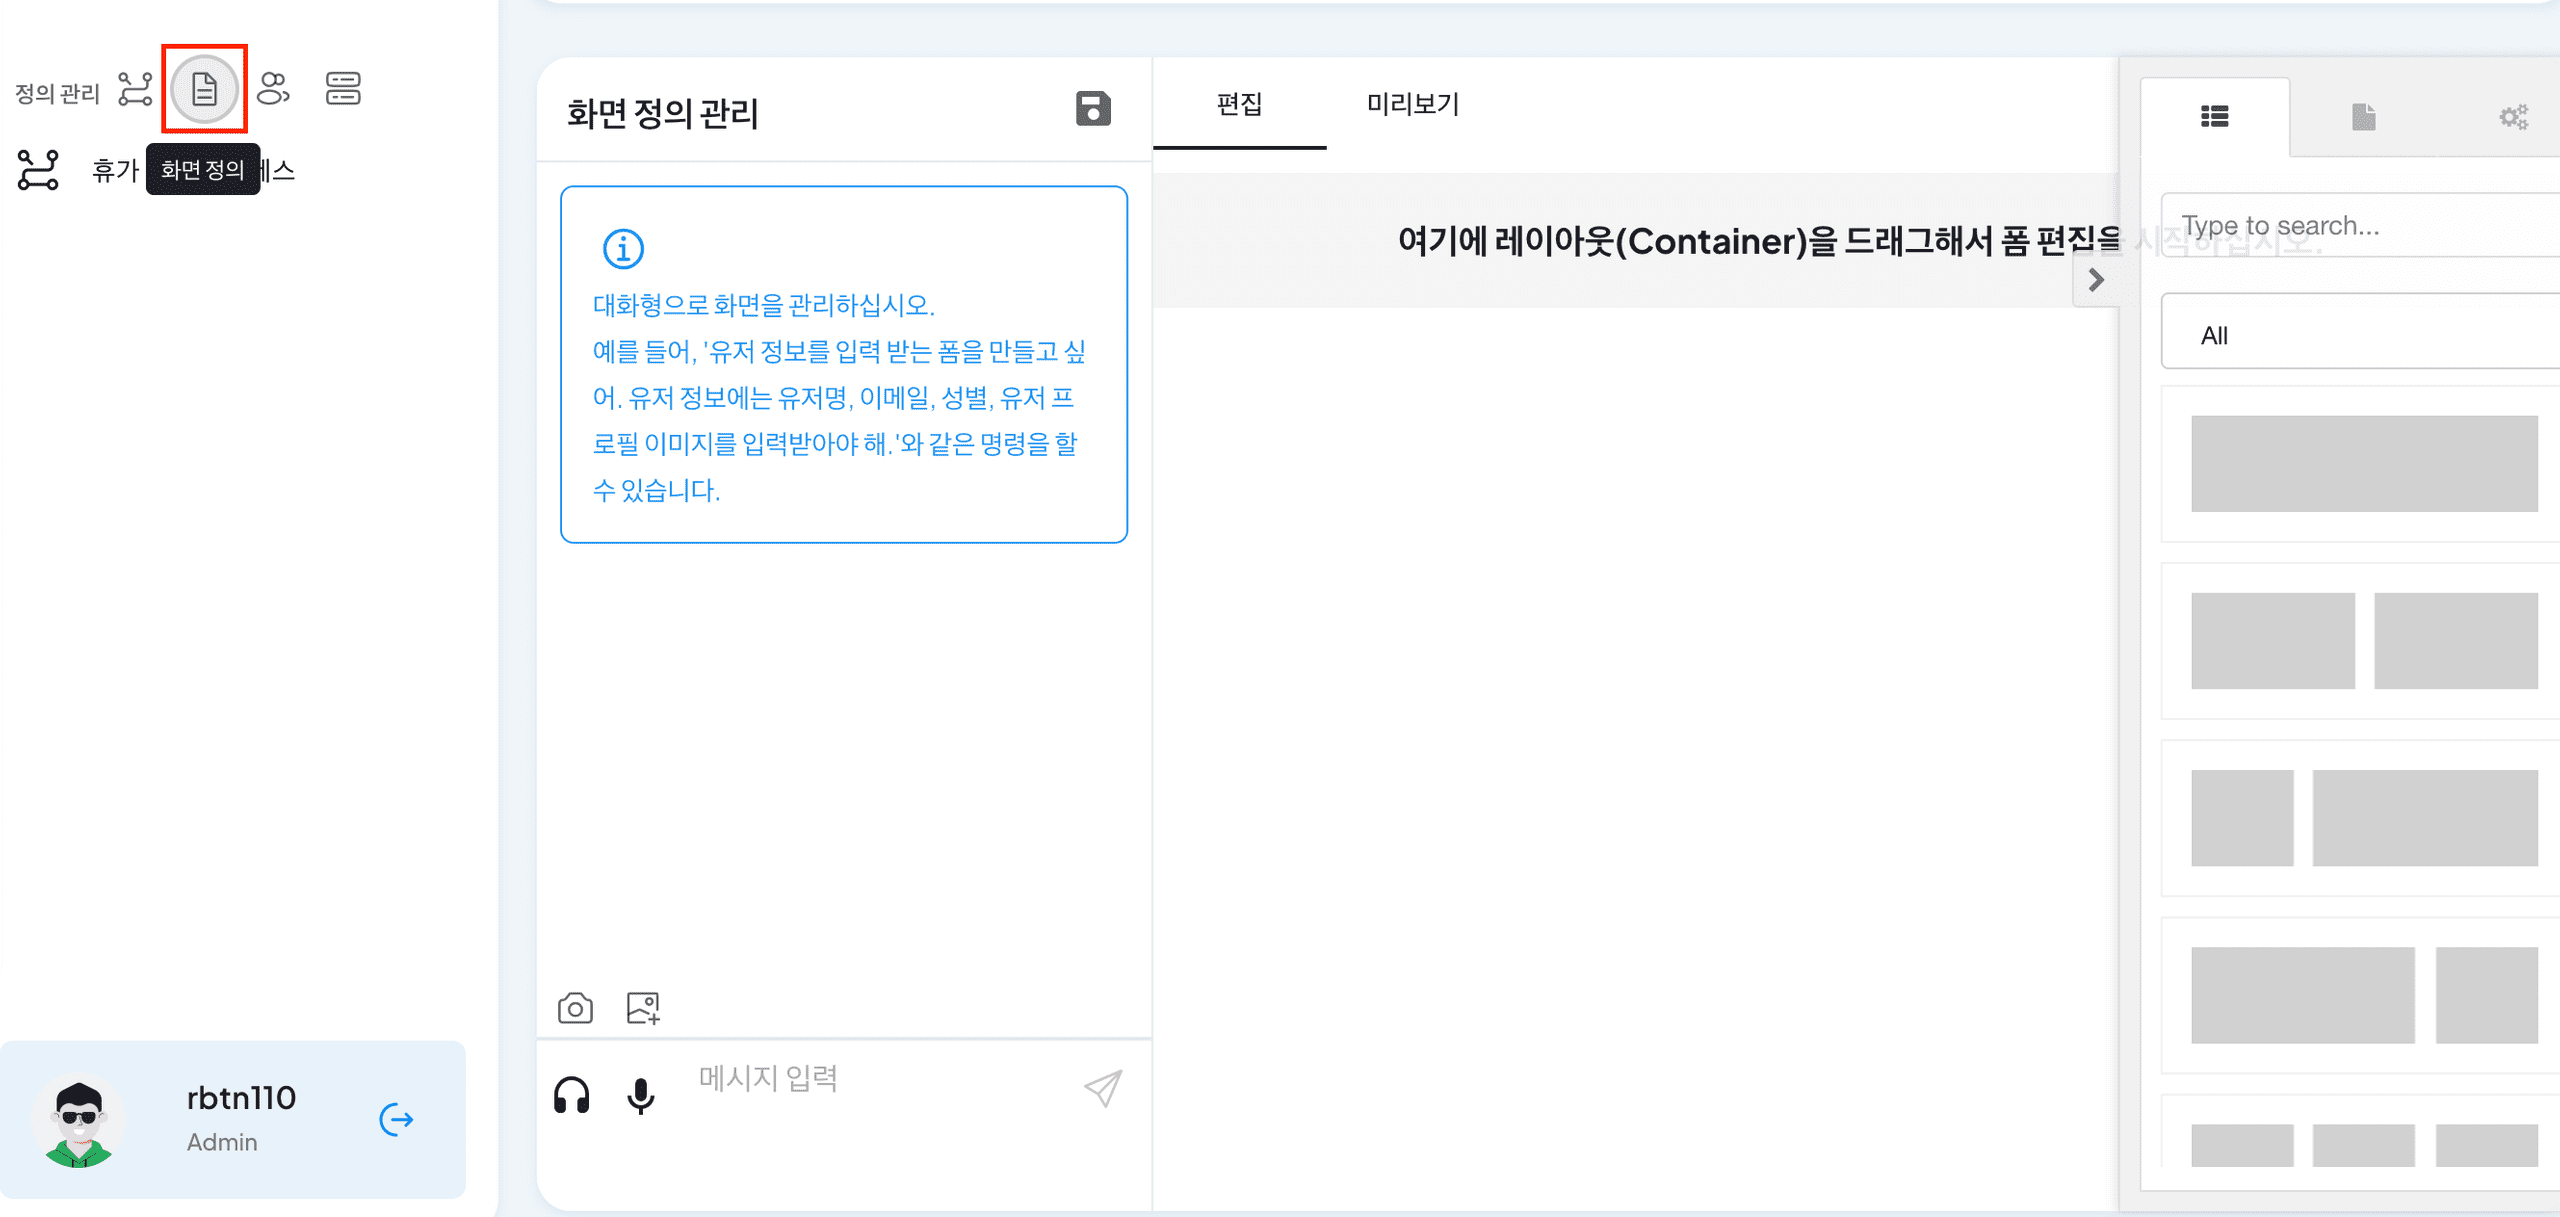 정의 관리
휴가
화면 정의
스
rbtn110
Admin
화면 정의 관리
대화형으로 화면을 관리하십시오.
예를 들어, '유저 정보를 입력 받는 폼을 만들고 싶
어. 유저 정보에는 유저명, 이메일, 성별, 유저 프
로필 이미지를 입력받아야 해.'와 같은 명령을 할
수 있습니다.
메시지 입력
편집
미리보기
여기에 레이아웃(Container)을 드래그해서 폼 편집을 시작하십시오.
Type to search...
All